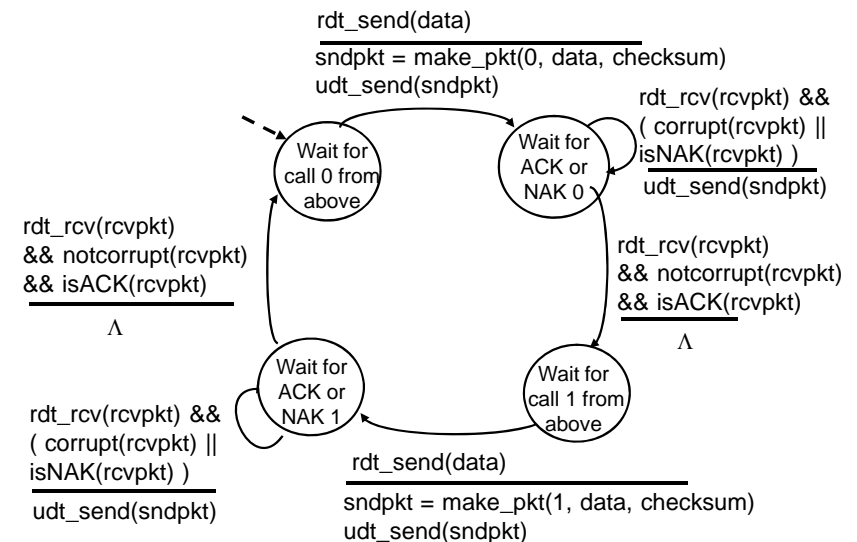 rdt_send(data)
sndpkt = make_pkt(0, data, checksum)
udt_send(sndpkt)
rdt_rcv(rcvpkt) &&
( corrupt(rcvpkt) ||
isNAK(rcvpkt) )
udt_send(sndpkt)
Wait for
call 0 from
above
Wait for
ACK or
NAK 0
rdt_rcv(rcvpkt)
&& notcorrupt(rcvpkt)
&& isACK(rcvpkt)
Λ
rdt_rcv(rcvpkt)
&& notcorrupt(rcvpkt)
&& isACK(rcvpkt)
Λ
Wait for
ACK or
NAK 1
Wait for
call 1 from
above
rdt_rcv(rcvpkt) &&
( corrupt(rcvpkt) ||
isNAK(rcvpkt) )
udt_send(sndpkt)
rdt_send(data)
sndpkt = make_pkt(1, data, checksum)
udt_send(sndpkt)